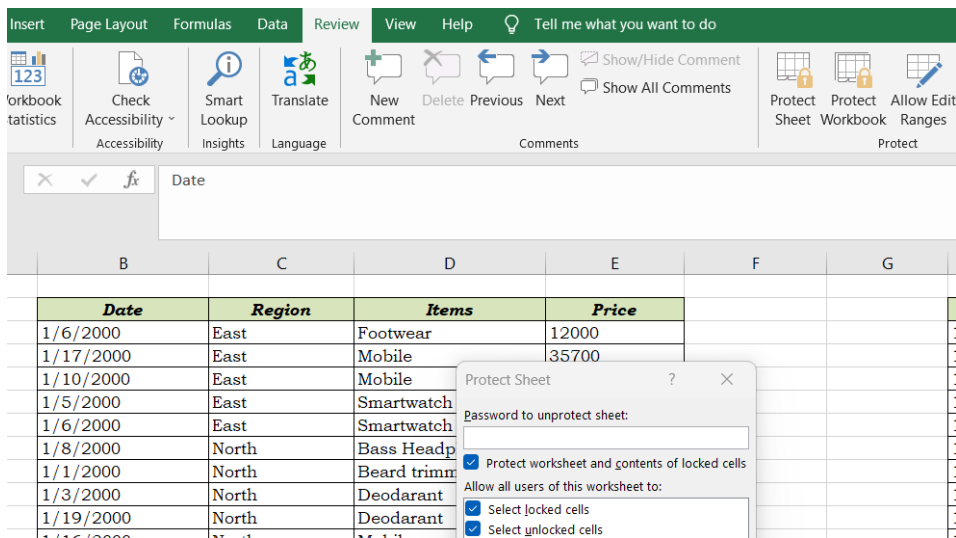 Insert Page Layout Formulas Data Review View Help Tell me what you want to do
123
Workbook Statistics
Check Accessibility
Smart Lookup
Translate
New Comment
Delete
Previous
Next
Show/Hide Comment
Show All Comments
Protect Sheet
Protect Workbook
Allow Edit Ranges
Accessibility Insights Language Comments Protect
fx Date
B C D E F G
Date Region Items Price
1/6/2000 East Footwear 12000
1/17/2000 East Mobile 35700
1/10/2000 East Mobile
1/5/2000 East Smartwatch
1/6/2000 East Smartwatch
1/8/2000 North Bass Headp
1/1/2000 North Beard trimm
1/3/2000 North Deodarant
1/19/2000 North Deodarant
Protect Sheet ?
Password to unprotect sheet:
Protect worksheet and contents of locked cells
Allow all users of this worksheet to:
Select locked cells
Select unlocked cells